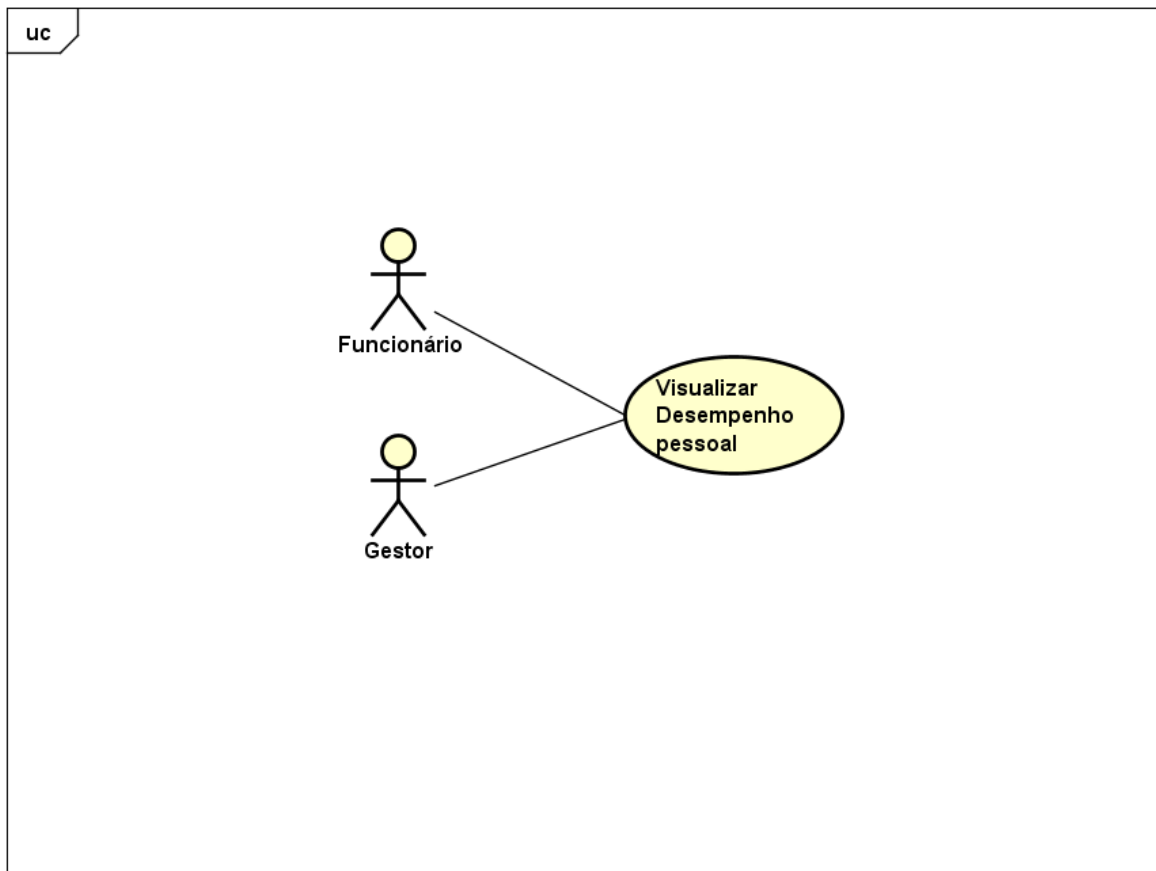 uc
Funcionário
Visualizar
Desempenho
pessoal
Gestor